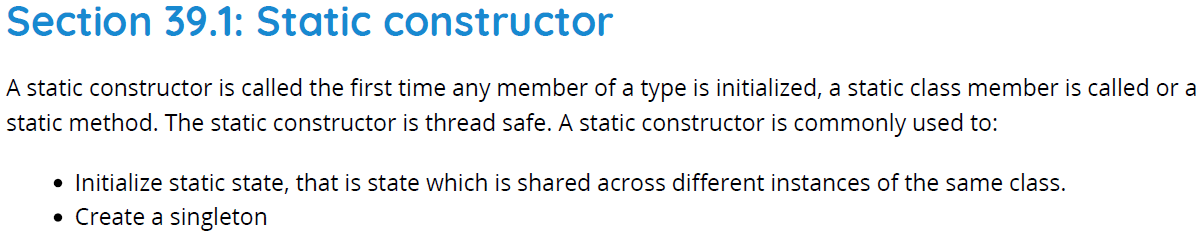 Section 39.1: Static constructor
A static constructor is called the first time any member of a type is initialized, a static class member is called or a
static method. The static constructor is thread safe. A static constructor is commonly used to:
• Initialize static state, that is state which is shared across different instances of the same class.
• Create a singleton